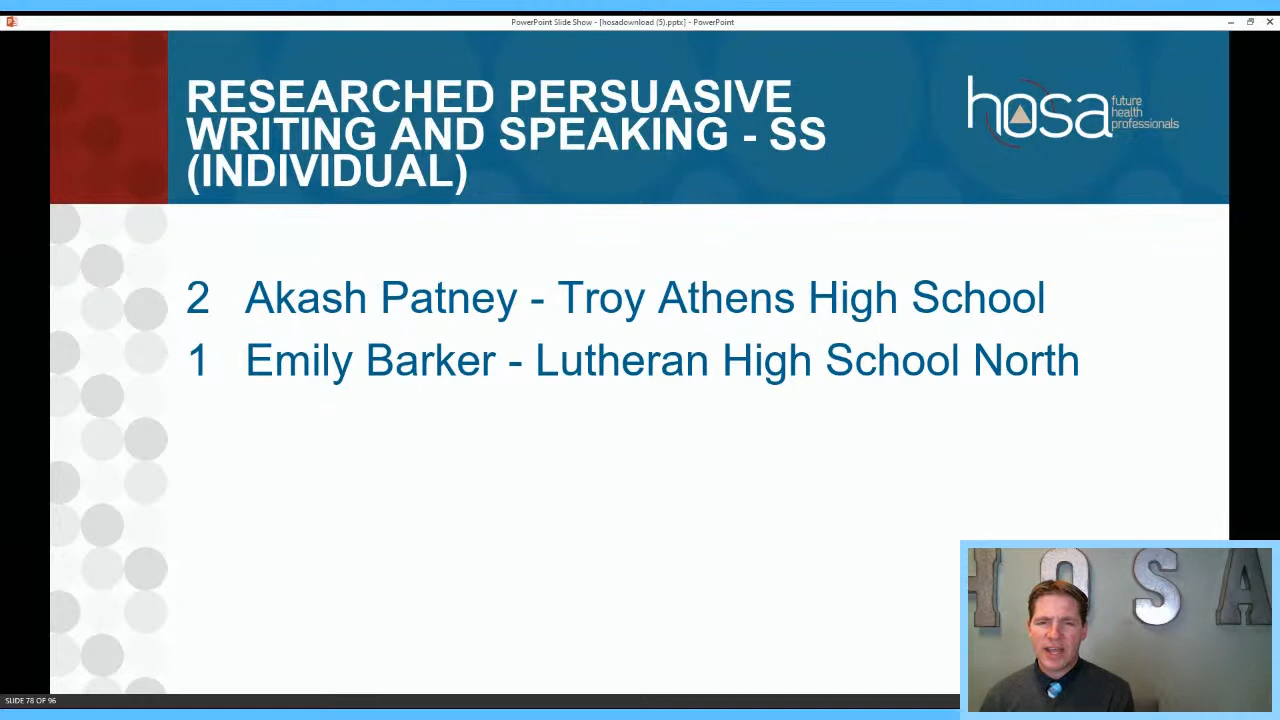 PowerPoint Slide Show - [hosadownload (5).pptx] - PowerPoint
RESEARCHED PERSUASIVE
WRITING AND SPEAKING - SS
(INDIVIDUAL)
hosa
future
health
professionals
2 Akash Patney - Troy Athens High School
1 Emily Barker - Lutheran High School North
HOSA
SLIDE 78 OF 96